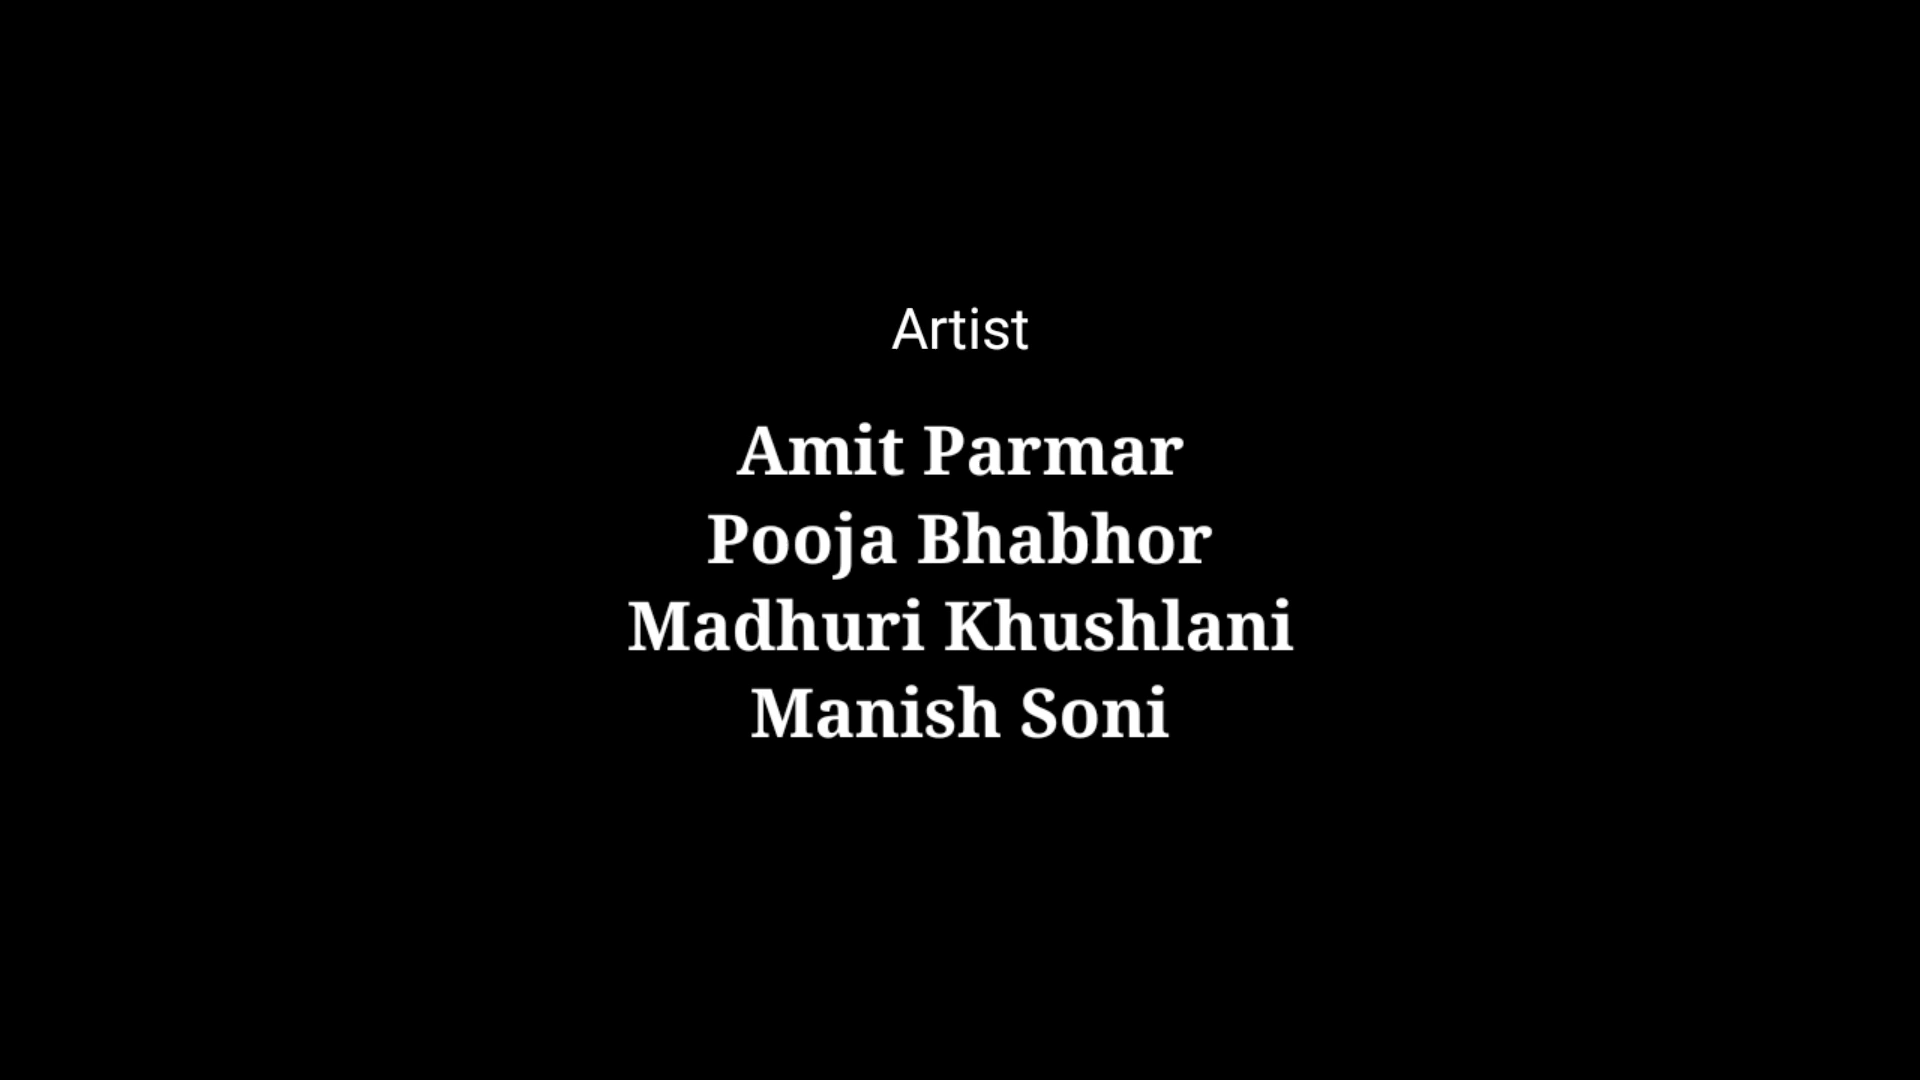 Artist
Amit Parmar
Pooja Bhabhor
Madhuri Khushlani
Manish Soni